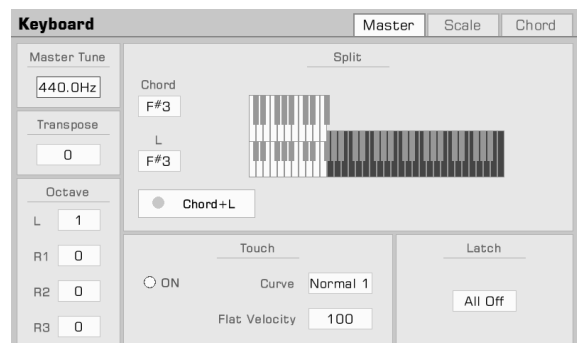 Keyboard Master Scale Chord
Master Tune
440.0Hz
Transpose
0
Octave
L 1
R1 0
R2 0
R3 0
Split
Chord
F#3
L
F#3
Chord+L
Touch
ON Curve Normal 1
Flat Velocity 100
Latch
All Off